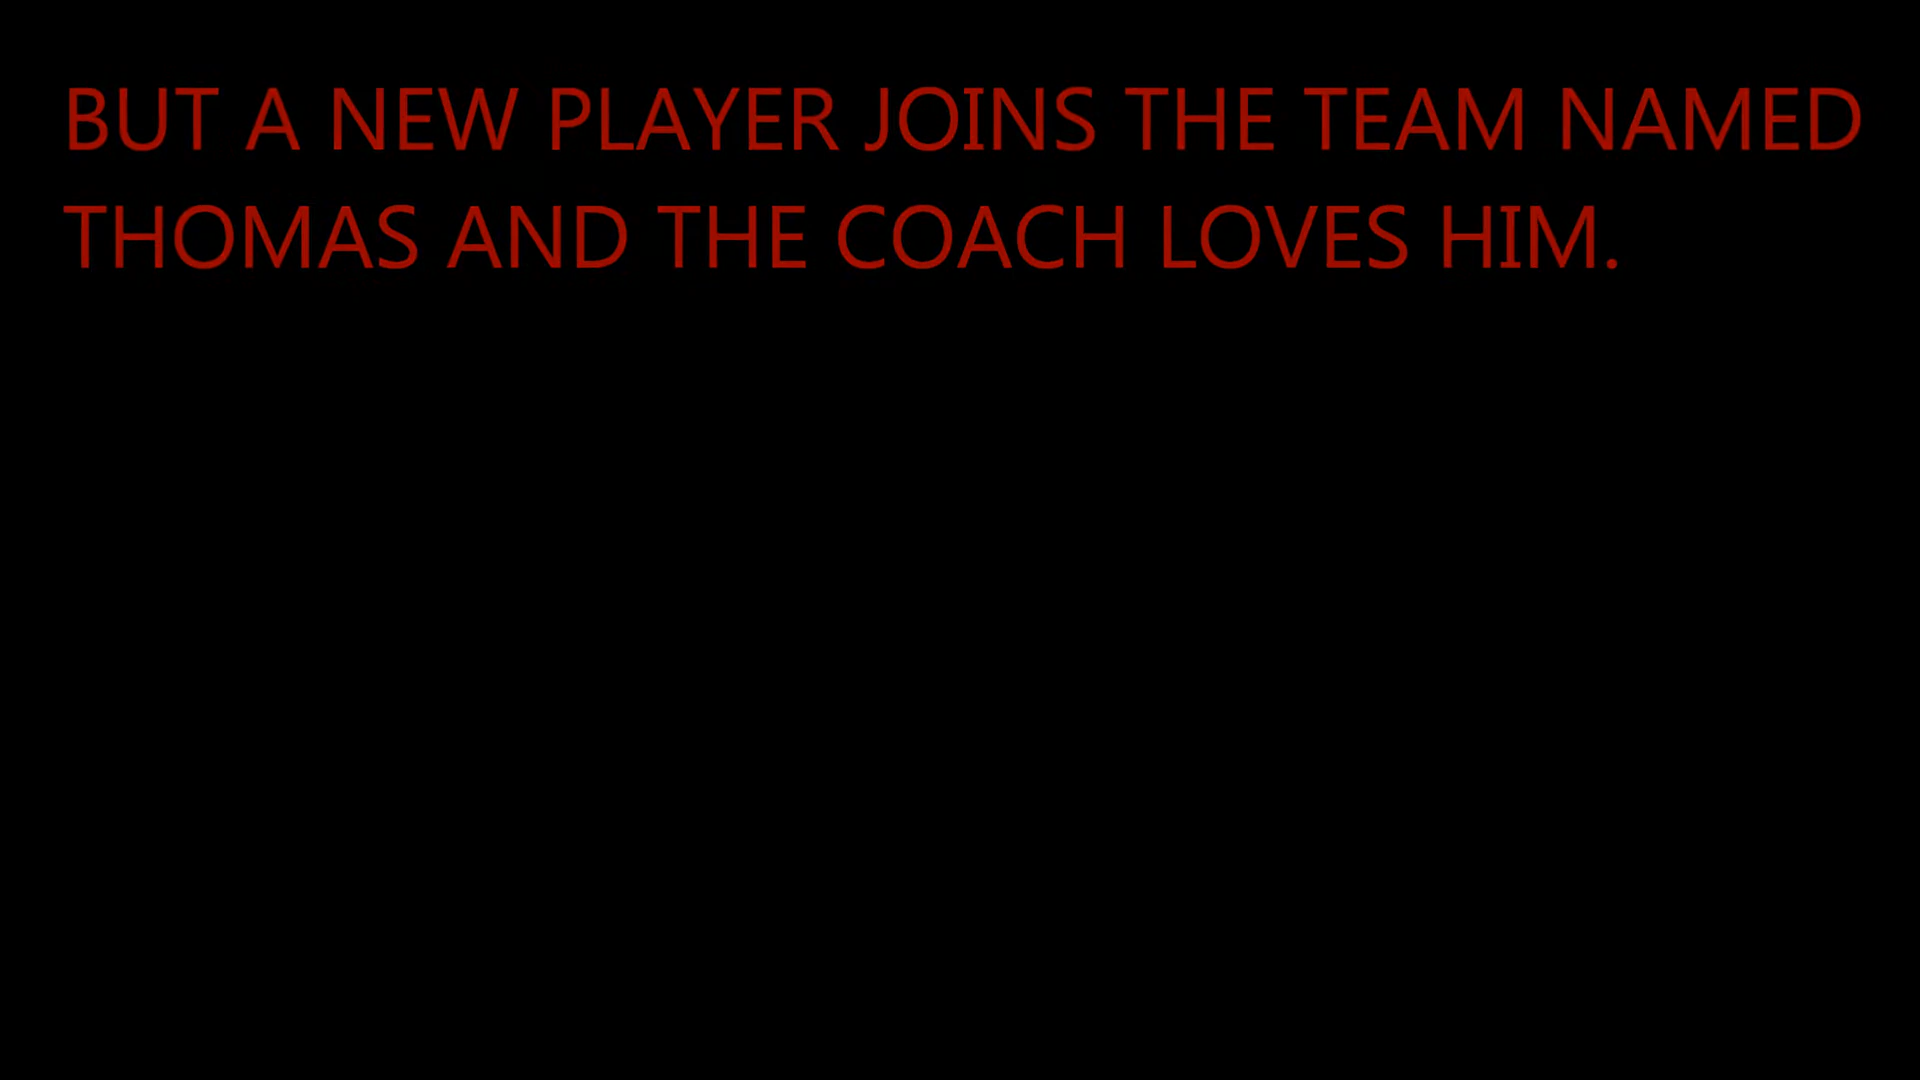 BUT A NEW PLAYER JOINS THE TEAM NAMED
THOMAS AND THE COACH LOVES HIM.